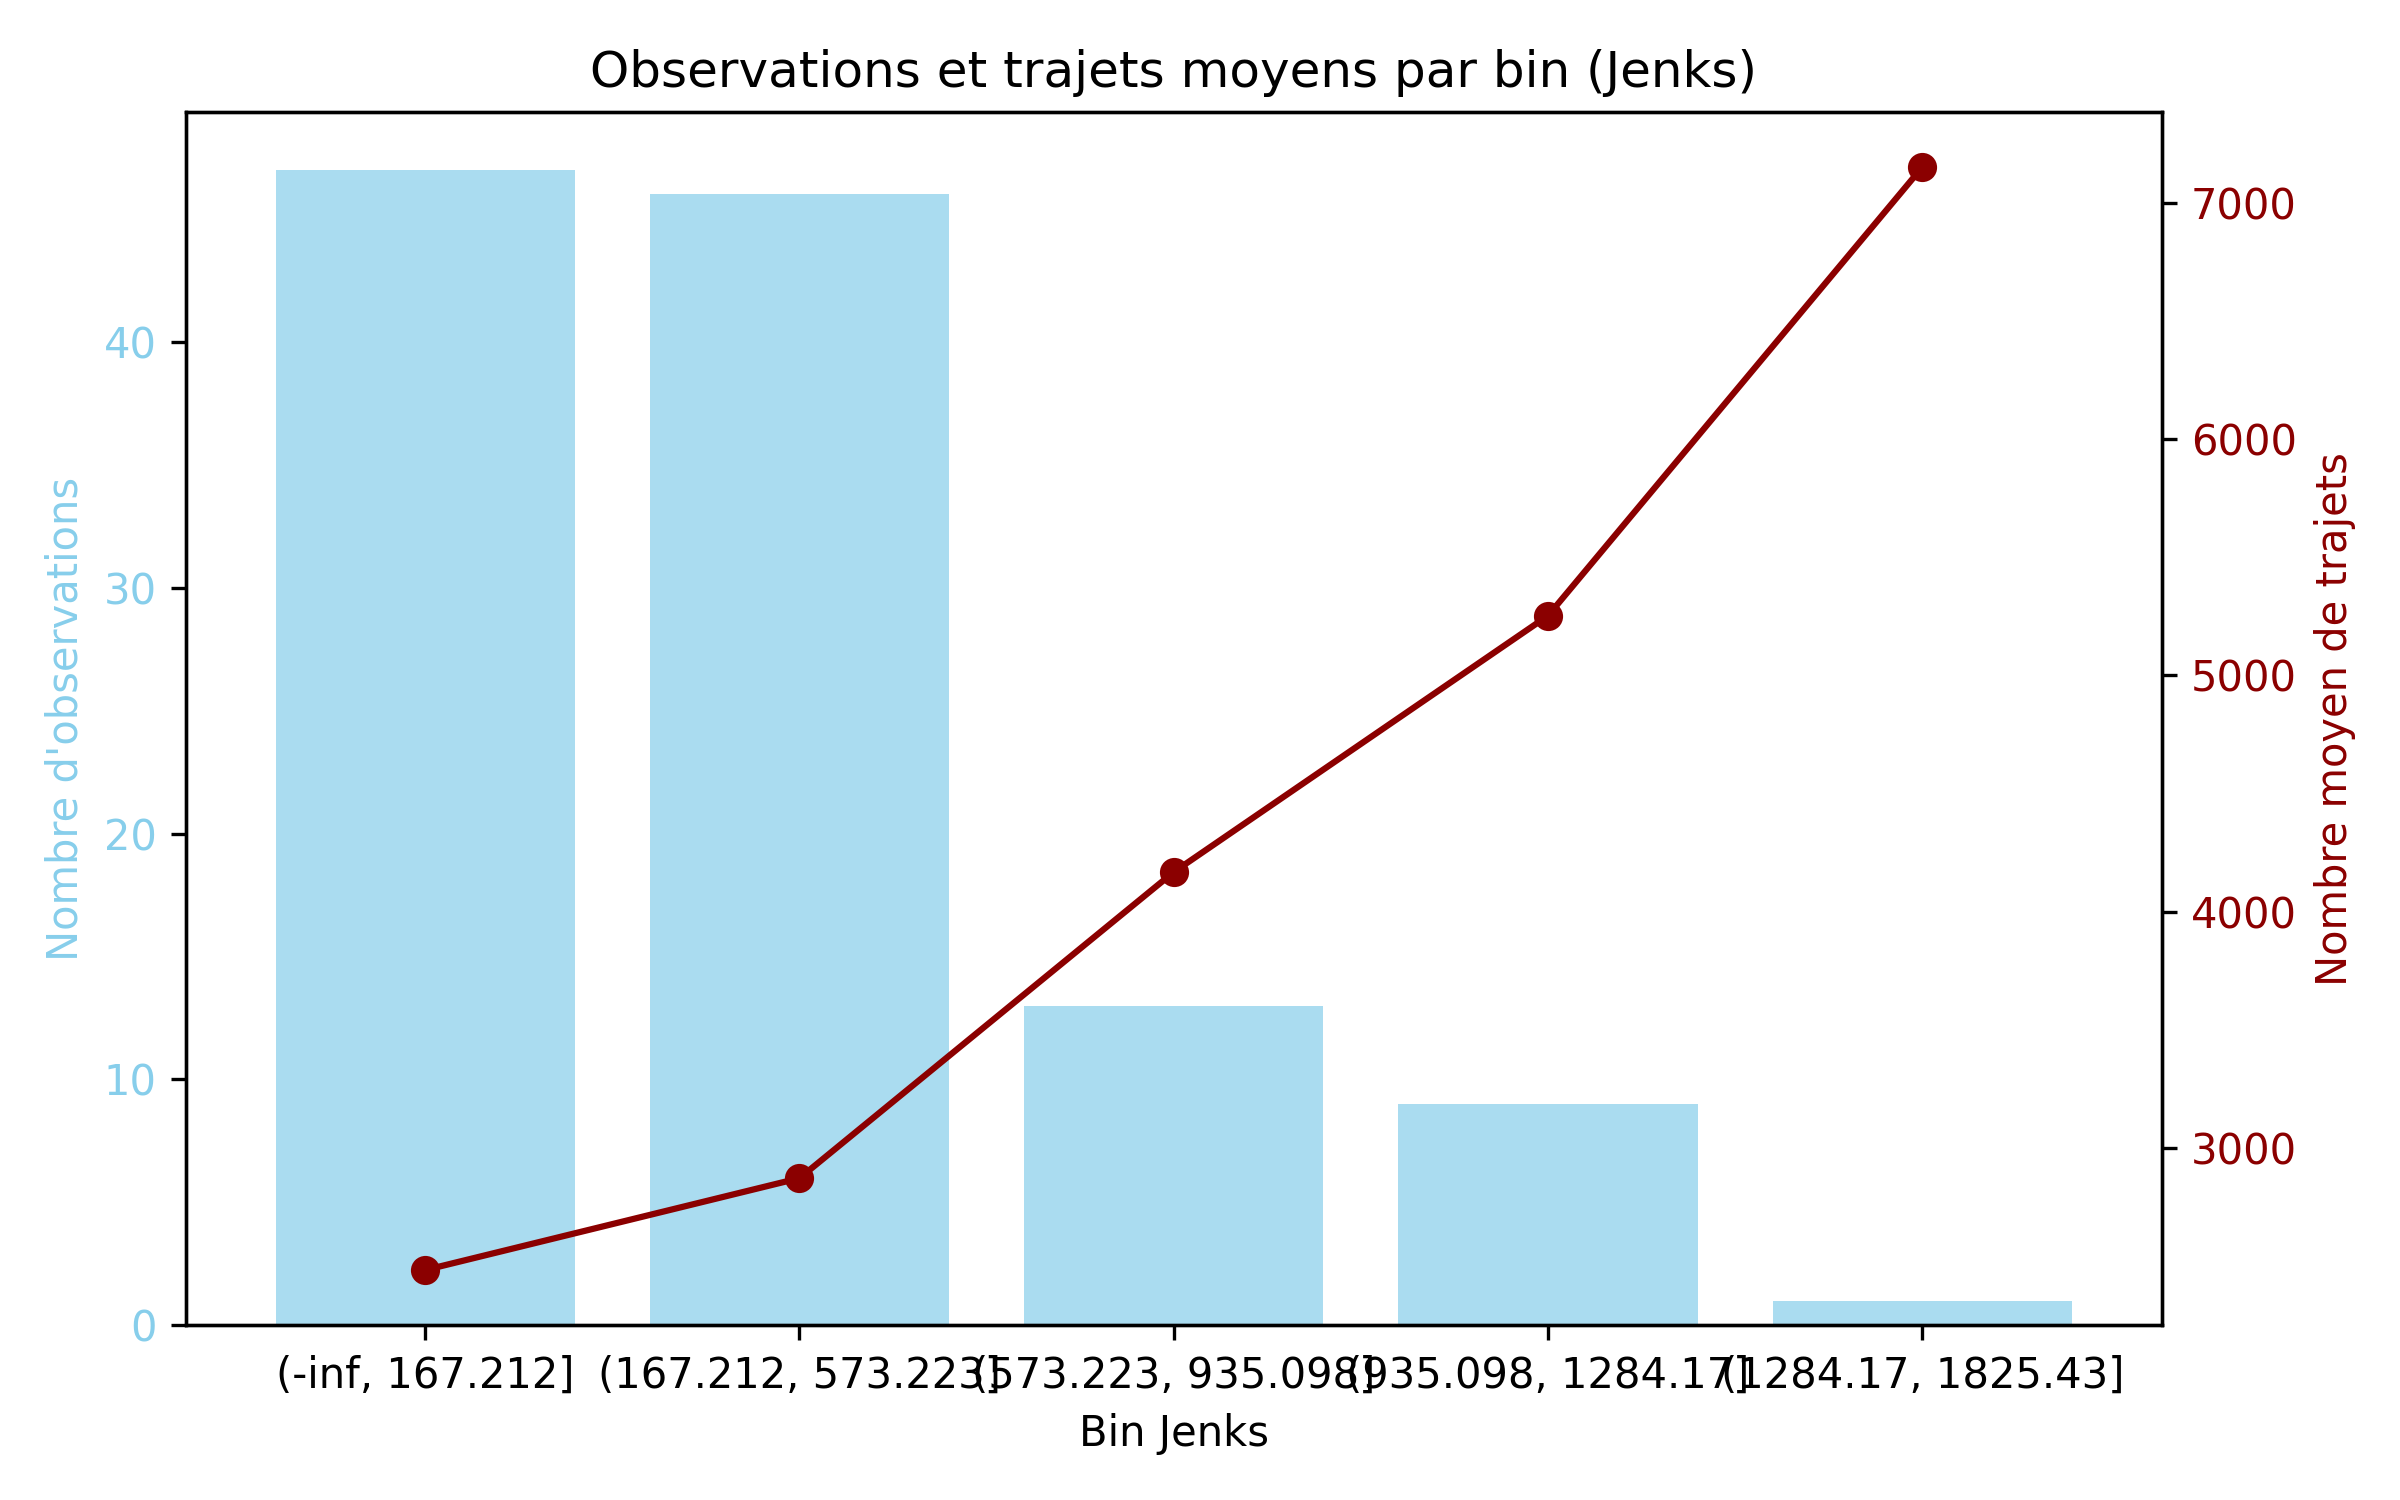 Observations et trajets moyens par bin (Jenks)
Nombre d'observations
40
30
20
10
0
7000
6000
5000
4000
3000
Nombre moyen de trajets
(-inf, 167.212] (167.212, 573.223] (573.223, 935.098] (935.098, 1284.17] (1284.17, 1825.43]
Bin Jenks